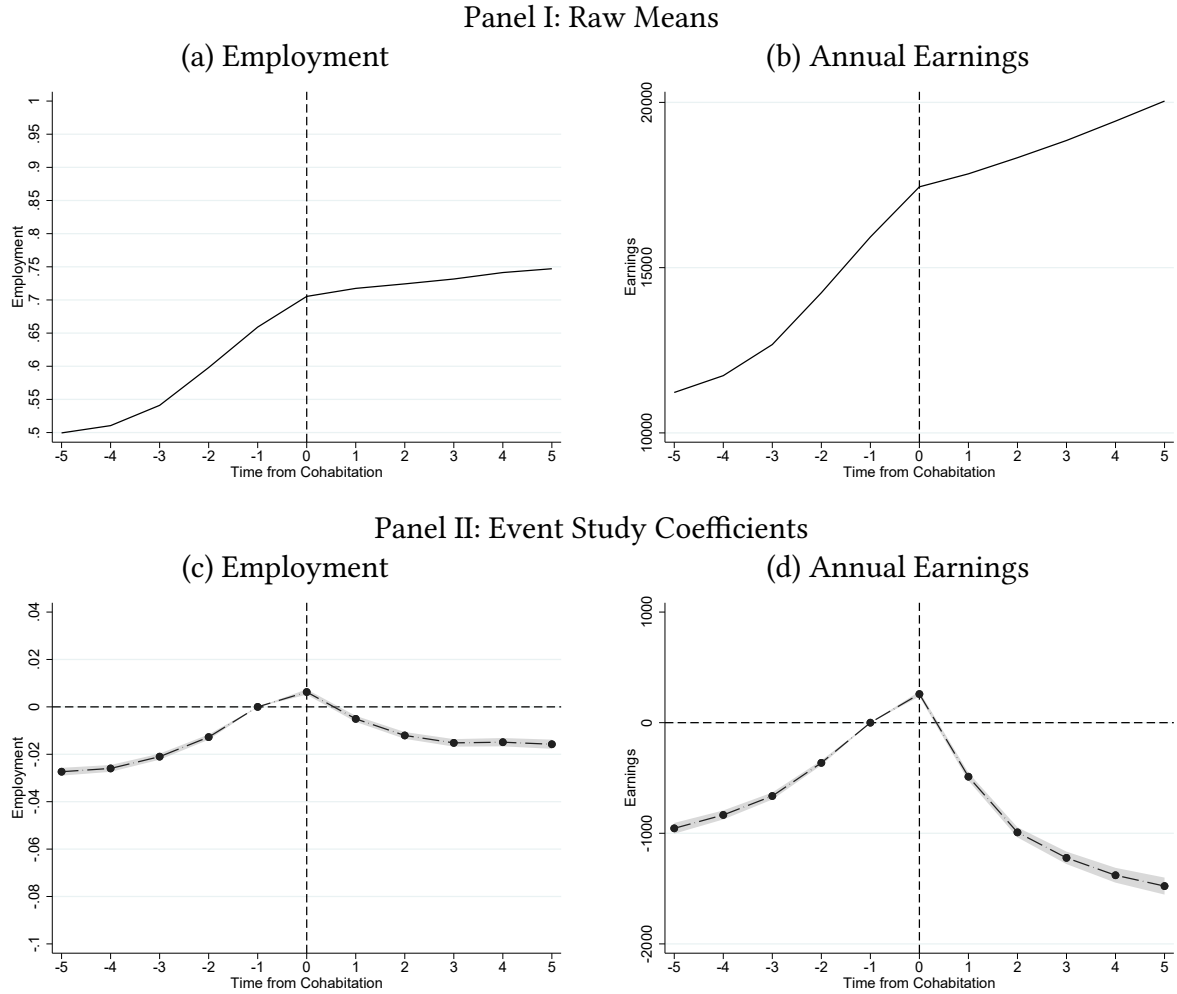 Panel I: Raw Means
(a) Employment
(b) Annual Earnings
Employment
.5 .55 .6 .65 .7 .75 .8 .85 .9 .95 1
-5 -4 -3 -2 -1 0 1 2 3 4 5
Time from Cohabitation
Earnings
10000 15000 20000
-5 -4 -3 -2 -1 0 1 2 3 4 5
Time from Cohabitation
Panel II: Event Study Coefficients
(c) Employment
(d) Annual Earnings
Employment
-.1 -.08 -.06 -.04 -.02 0 .02 .04
-5 -4 -3 -2 -1 0 1 2 3 4 5
Time from Cohabitation
Earnings
-2000 -1000 0 1000
-5 -4 -3 -2 -1 0 1 2 3 4 5
Time from Cohabitation